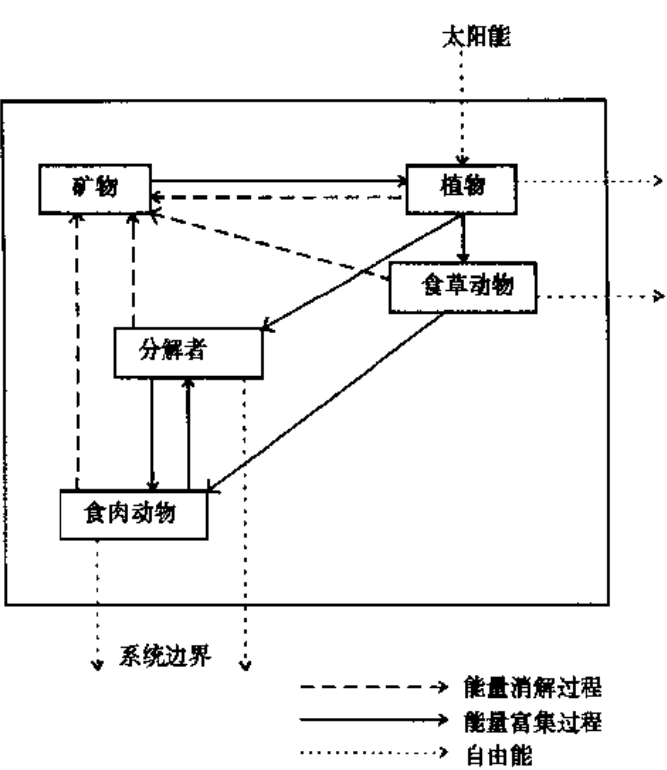 太阳能
矿物
植物
食草动物
分解者
食肉动物
系统边界
能量消解过程
能量富集过程
自由能